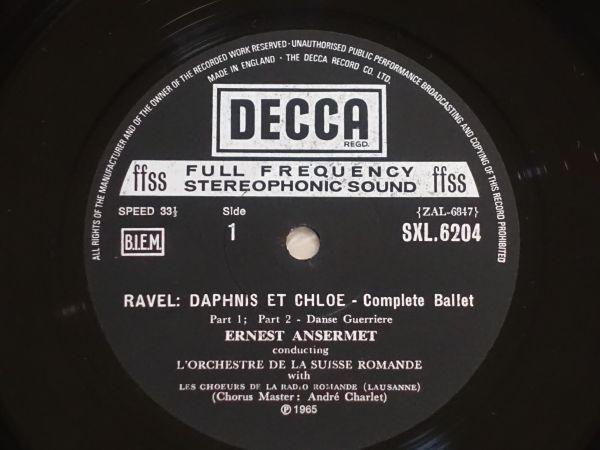 ALL RIGHTS OF THE MANUFACTURER AND OF THE OWNER OF THE RECORDED WORK RESERVED · UNAUTHORISED PUBLIC PERFORMANCE BROADCASTING AND COPYING OF THIS RECORD PROHIBITED
MADE IN ENGLAND · THE DECCA RECORD CO. LTD.
DECCA
REGD.
ffss FULL FREQUENCY STEREOPHONIC SOUND ffss
SPEED 33⅓ Side 1 {ZAL-6847}
B.I.E.M. SXL.6204
RAVEL: DAPHNIS ET CHLOE - Complete Ballet
Part 1; Part 2 - Danse Guerriere
ERNEST ANSERMET
conducting
L'ORCHESTRE DE LA SUISSE ROMANDE
with
LES CHOEURS DE LA RADIO ROMANDE (LAUSANNE)
(Chorus Master: André Charlet)
℗ 1965